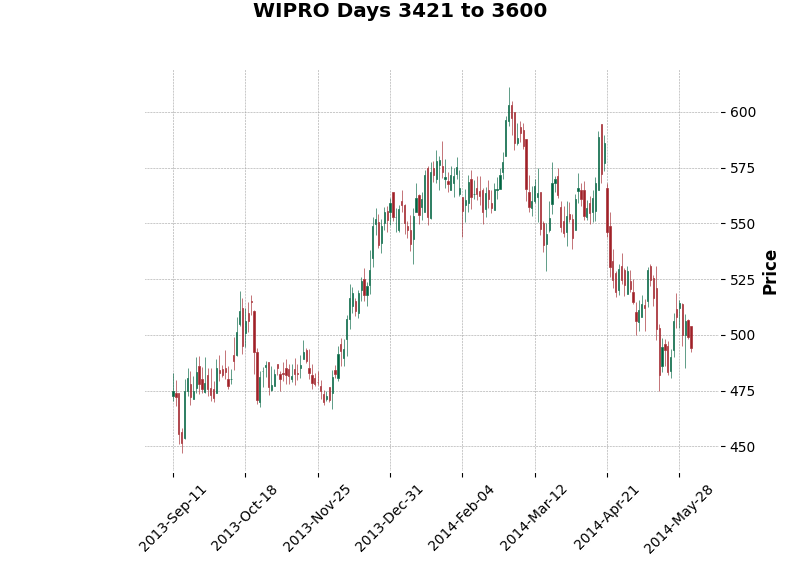 WIPRO Days 3421 to 3600
600
575
550
525
500
475
450
Price
2013-Sep-11
2013-Oct-18
2013-Nov-25
2013-Dec-31
2014-Feb-04
2014-Mar-12
2014-Apr-21
2014-May-28